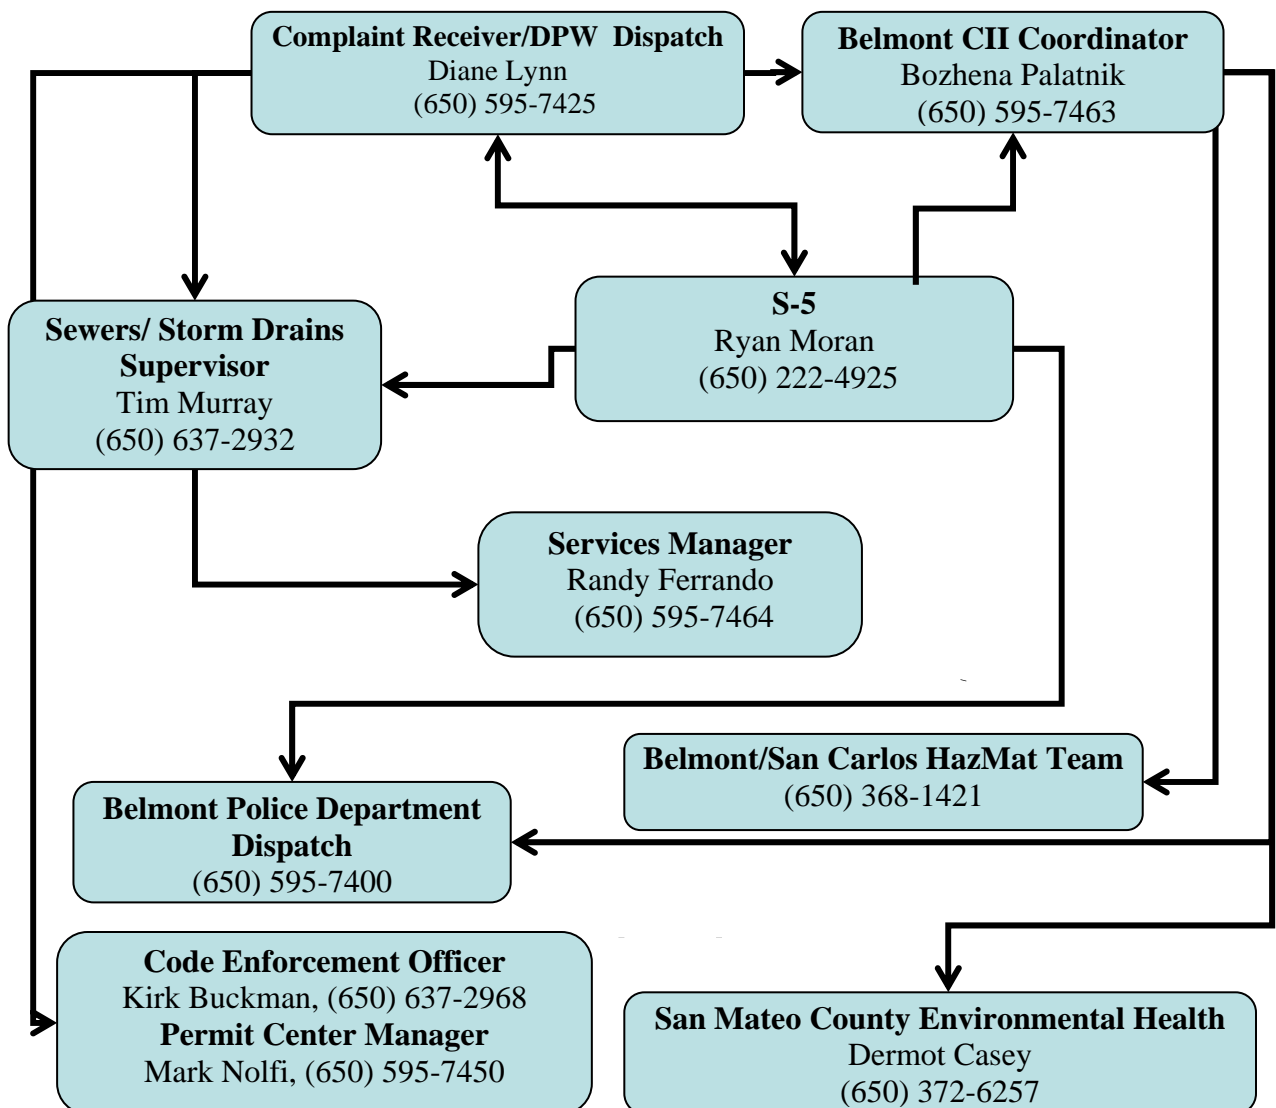 Complaint Receiver/DPW Dispatch
Diane Lynn
(650) 595-7425
Belmont CII Coordinator
Bozhena Palatnik
(650) 595-7463
S-5
Ryan Moran
(650) 222-4925
Sewers/ Storm Drains
Supervisor
Tim Murray
(650) 637-2932
Services Manager
Randy Ferrando
(650) 595-7464
Belmont/San Carlos HazMat Team
(650) 368-1421
Belmont Police Department
Dispatch
(650) 595-7400
Code Enforcement Officer
Kirk Buckman, (650) 637-2968
Permit Center Manager
Mark Nolfi, (650) 595-7450
San Mateo County Environmental Health
Dermot Casey
(650) 372-6257